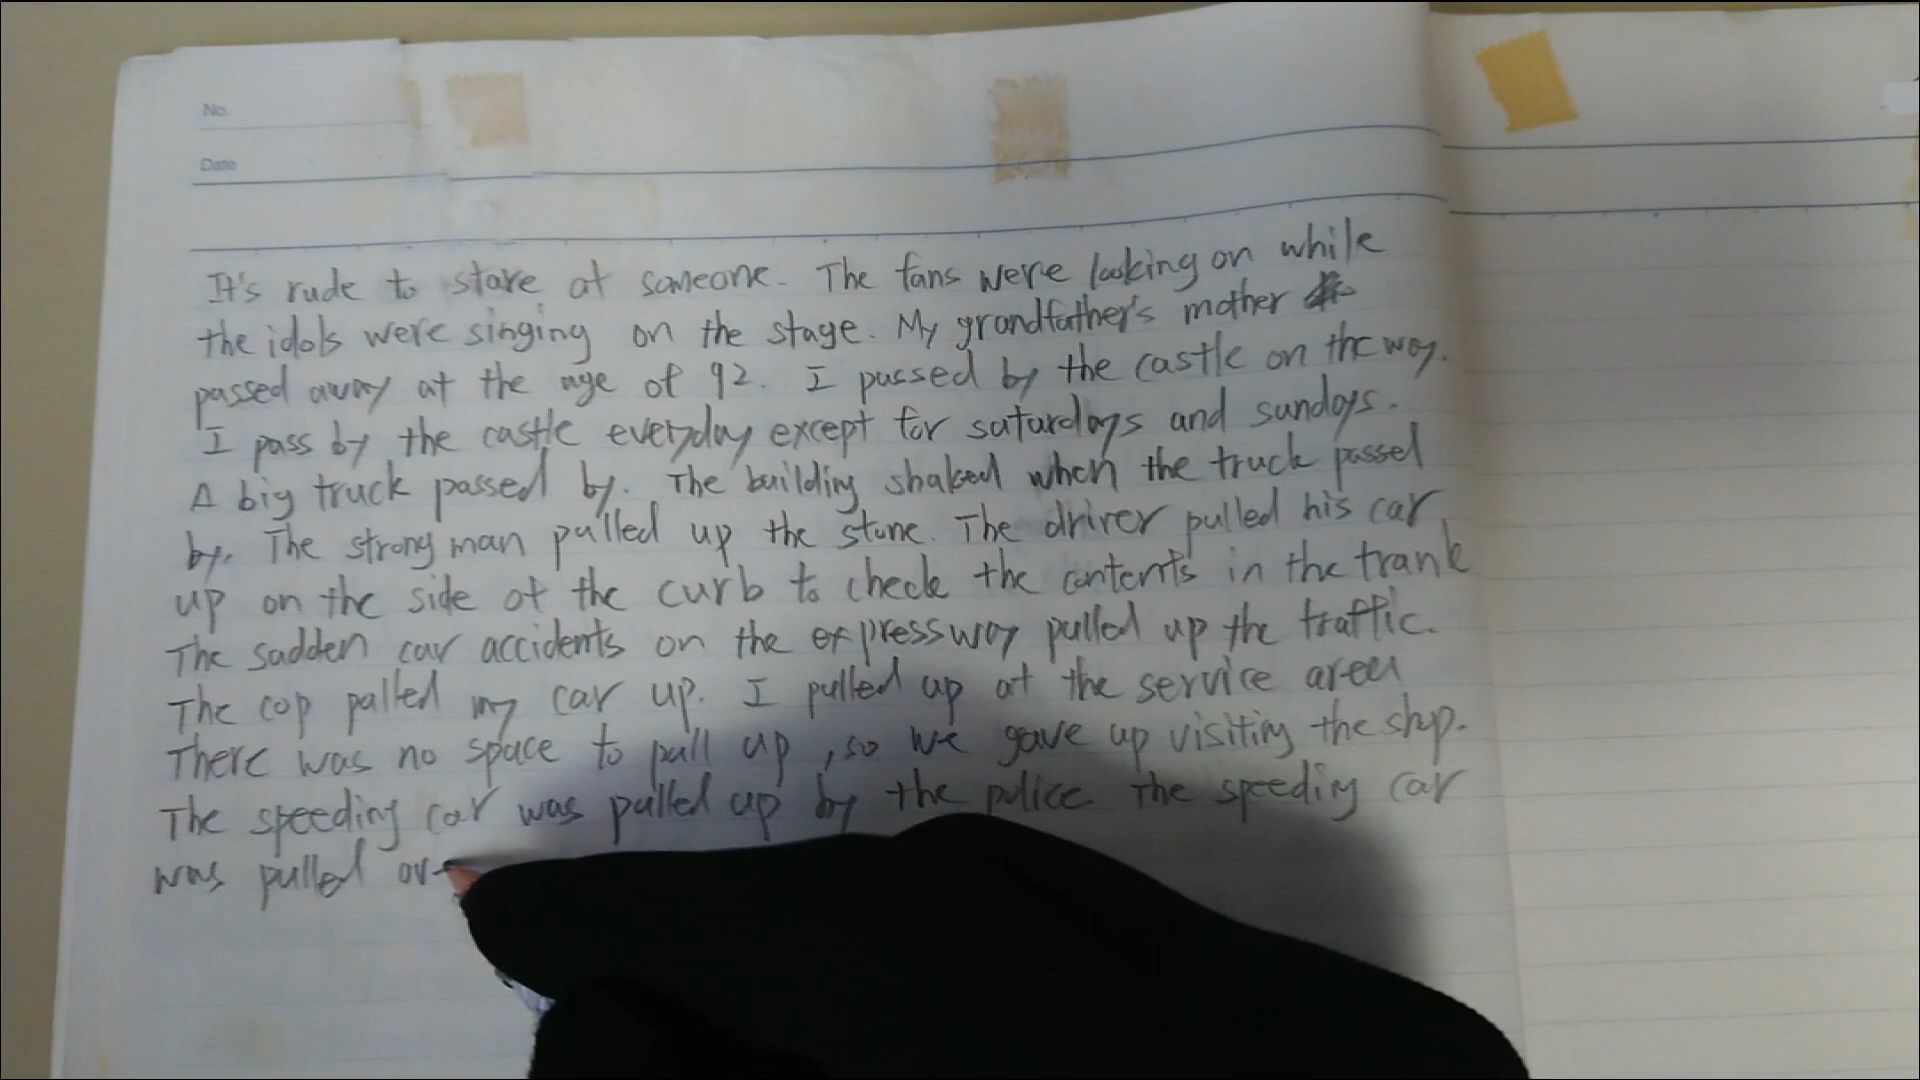 No.
Date
It's rude to stare at someone. The fans were looking on while
the idols were singing on the stage. My grandfather's mother
passed away at the age of 92. I passed by the castle on the way.
I pass by the castle everyday except for saturdays and sundays.
A big truck passed by. The building shaked when the truck passed
by. The strong man pulled up the stone. The driver pulled his car
up on the side of the curb to check the contents in the trank
The sadden car accidents on the expressway pulled up the traffic.
The cop palled my car up. I pulled up at the service area
There was no space to pull up, so we gave up visiting the shop.
The speeding car was pulled up by the police. The speeding car
was pulled